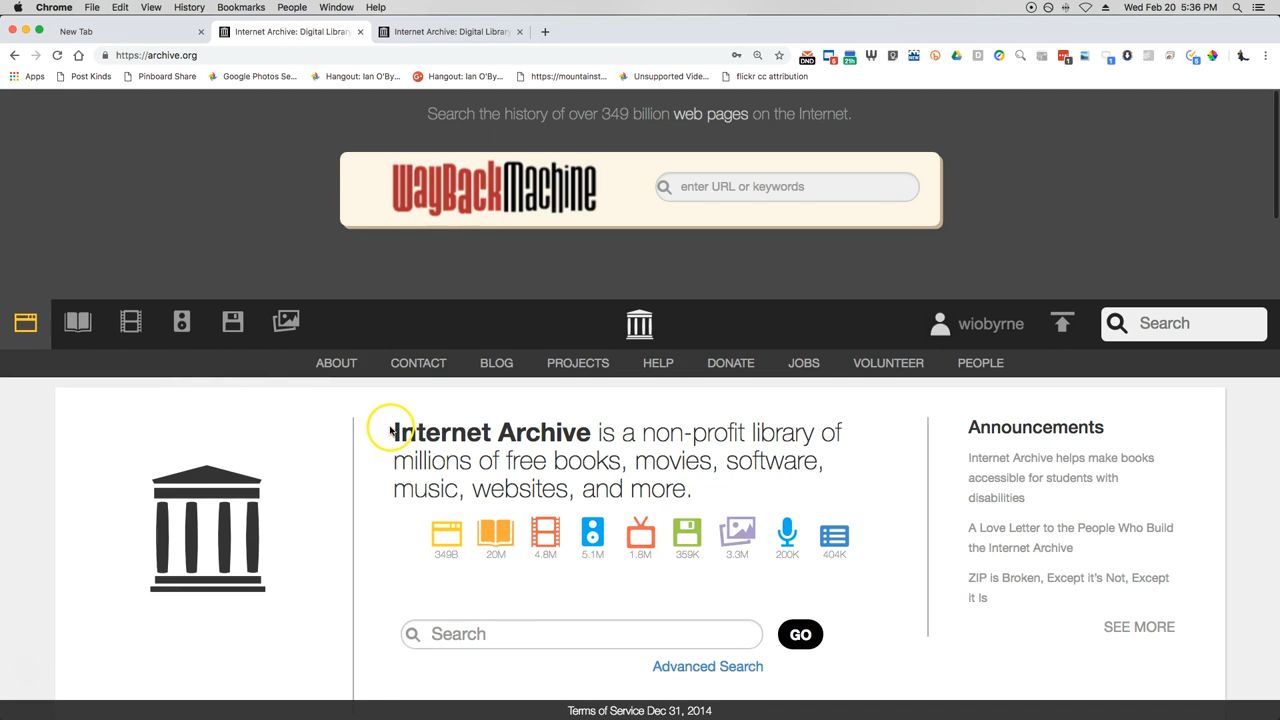 Chrome File Edit View History Bookmarks People Window Help Wed Feb 20 5:36 PM
New Tab Internet Archive: Digital Library Internet Archive: Digital Library
https://archive.org
Apps Post Kinds Pinboard Share Google Photos Se... Hangout: Ian O'By... Hangout: Ian O'By... https://mountainst... Unsupported Vide... flickr cc attribution
Search the history of over 349 billion web pages on the Internet.
WayBackMachine
enter URL or keywords
wiobyrne
Search
ABOUT CONTACT BLOG PROJECTS HELP DONATE JOBS VOLUNTEER PEOPLE
Internet Archive is a non-profit library of
millions of free books, movies, software,
music, websites, and more.
349B 20M 4.8M 5.1M 1.8M 359K 3.3M 200K 404K
Search
GO
Advanced Search
Announcements
Internet Archive helps make books
accessible for students with
disabilities
A Love Letter to the People Who Build
the Internet Archive
ZIP is Broken, Except it's Not, Except
it Is
SEE MORE
Terms of Service Dec 31, 2014